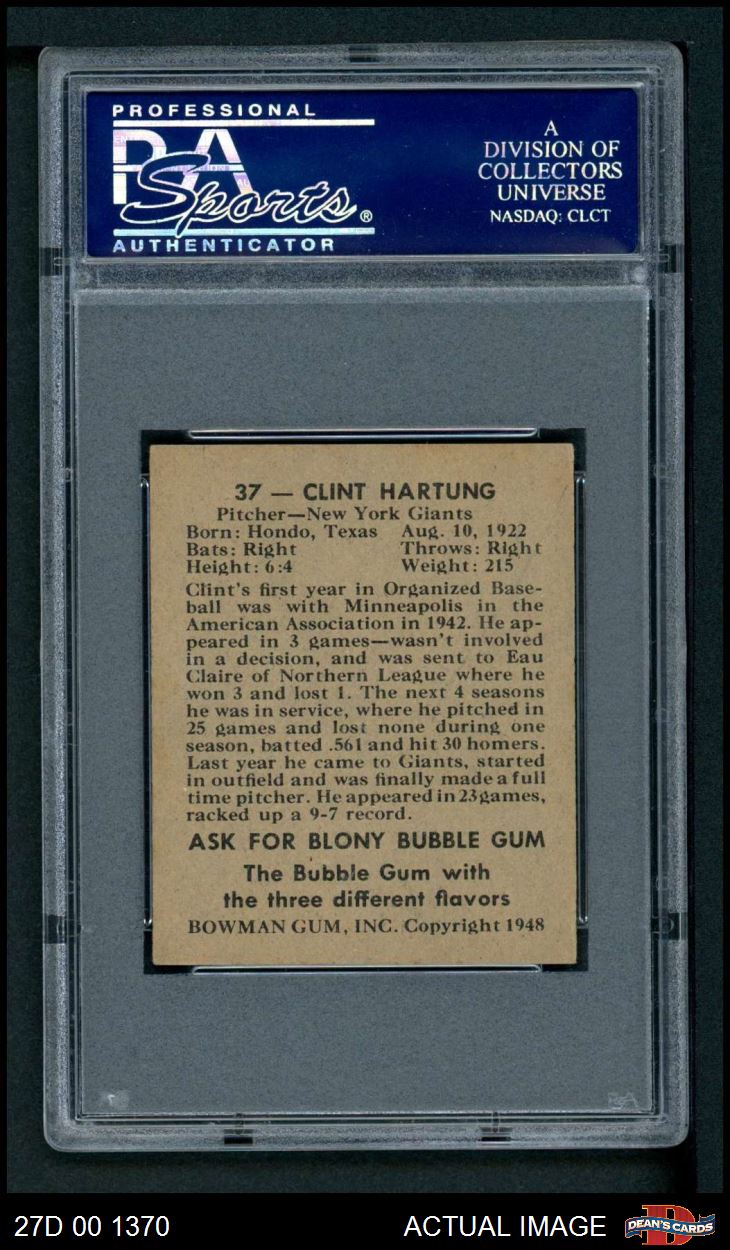 PROFESSIONAL
PSA
Sports®
AUTHENTICATOR
A
DIVISION OF
COLLECTORS
UNIVERSE
NASDAQ: CLCT
37 — CLINT HARTUNG
Pitcher—New York Giants
Born: Hondo, Texas Aug. 10, 1922
Bats: Right Throws: Right
Height: 6:4 Weight: 215
Clint's first year in Organized Base-
ball was with Minneapolis in the
American Association in 1942. He ap-
peared in 3 games—wasn't involved
in a decision, and was sent to Eau
Claire of Northern League where he
won 3 and lost 1. The next 4 seasons
he was in service, where he pitched in
25 games and lost none during one
season, batted .561 and hit 30 homers.
Last year he came to Giants, started
in outfield and was finally made a full
time pitcher. He appeared in 23 games,
racked up a 9-7 record.
ASK FOR BLONY BUBBLE GUM
The Bubble Gum with
the three different flavors
BOWMAN GUM, INC. Copyright 1948
PSA
27D 00 1370
ACTUAL IMAGE
DEAN'S CARDS